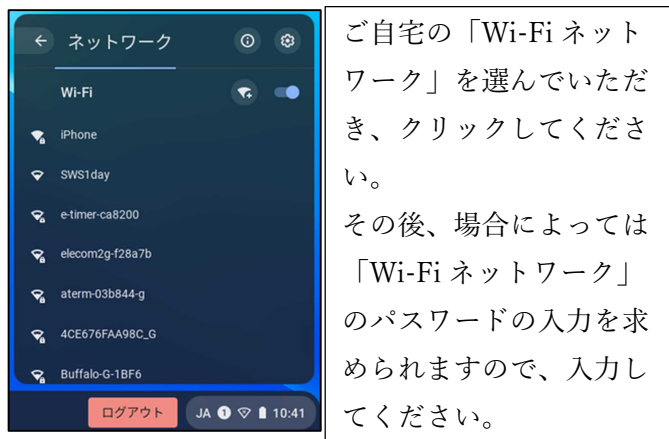 ネットワーク
Wi-Fi
iPhone
SWS1day
e-timer-ca8200
elecom2g-f28a7b
aterm-03b844-g
4CE676FAA98C_G
Buffalo-G-1BF6
ログアウト
JA 1 10:41
ご自宅の「Wi-Fi ネット
ワーク」を選んでいただ
き、クリックしてくださ
い。
その後、場合によっては
「Wi-Fi ネットワーク」
のパスワードの入力を求
められますので、入力し
てください。